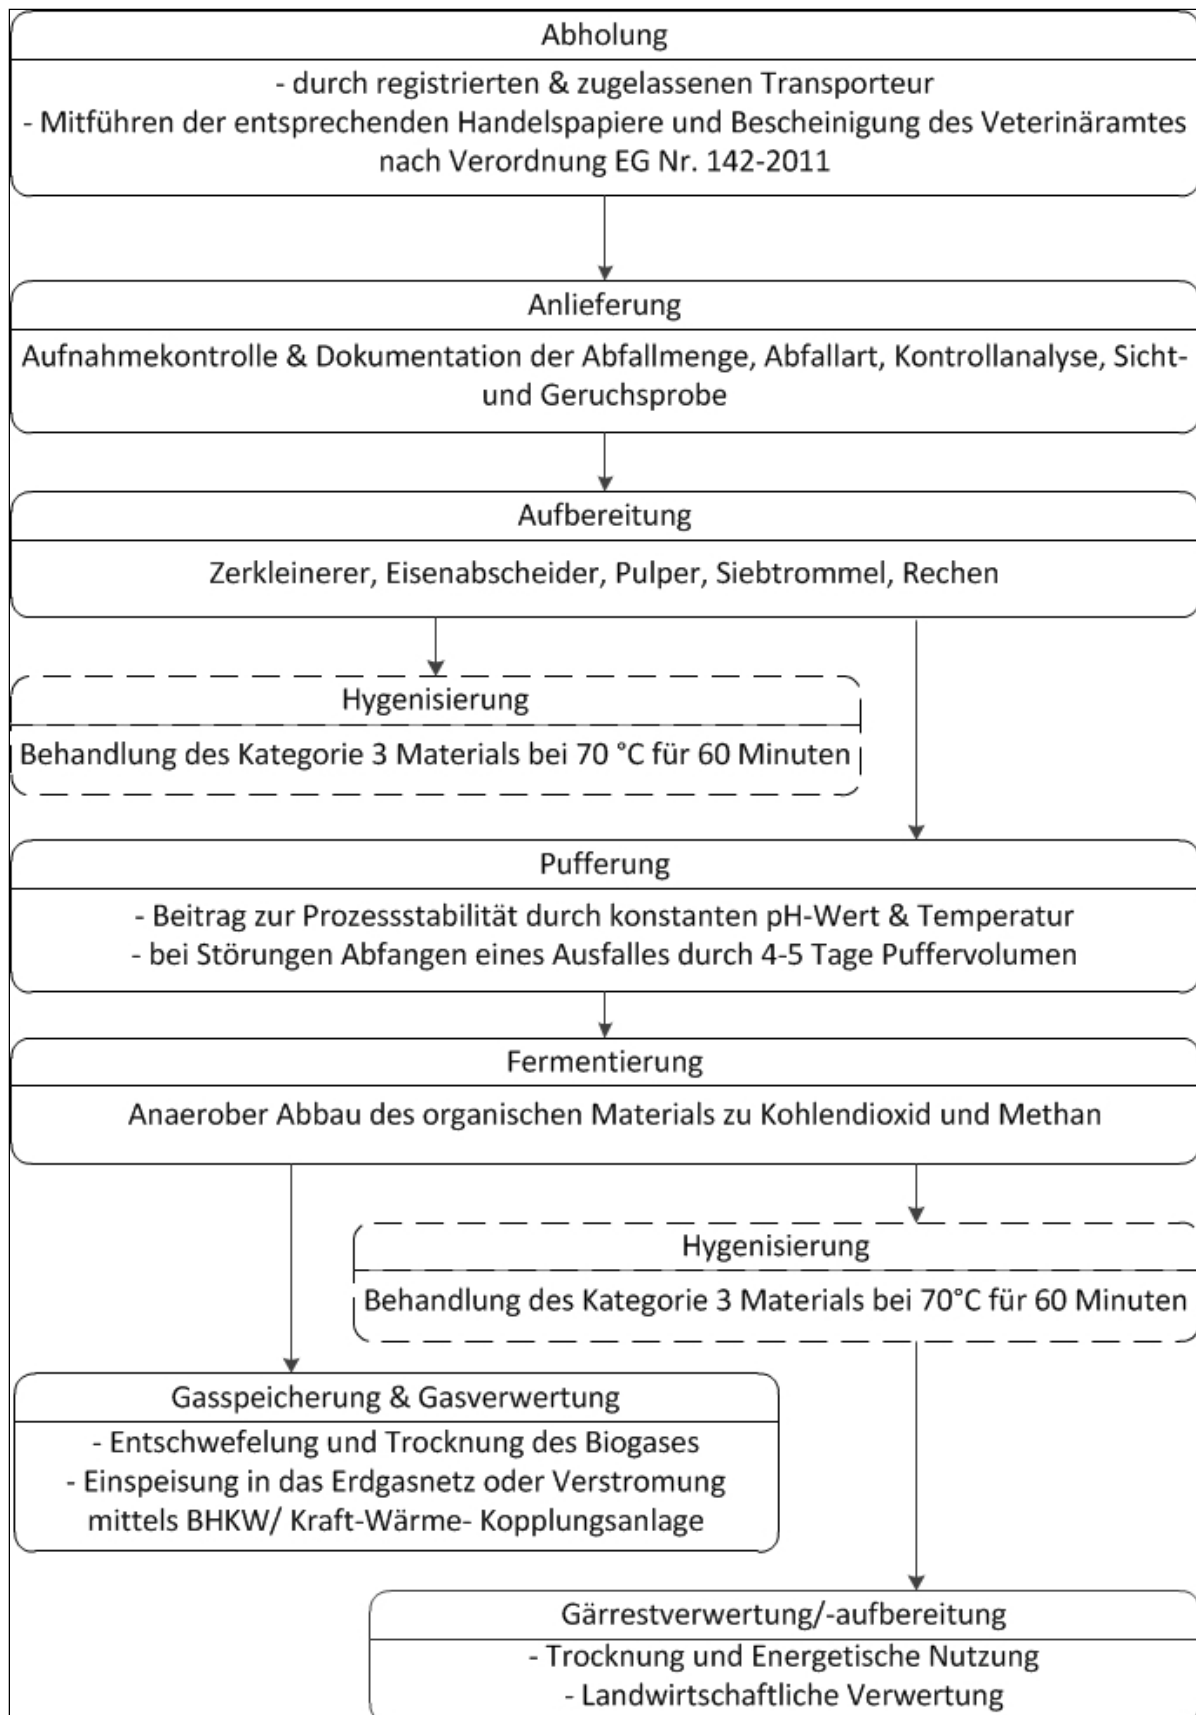 Abholung
- durch registrierten & zugelassenen Transporteur
- Mitführen der entsprechenden Handelspapiere und Bescheinigung des Veterinäramtes
nach Verordnung EG Nr. 142-2011
Anlieferung
Aufnahmekontrolle & Dokumentation der Abfallmenge, Abfallart, Kontrollanalyse, Sicht-
und Geruchsprobe
Aufbereitung
Zerkleinerer, Eisenabscheider, Pulper, Siebtrommel, Rechen
Hygenisierung
Behandlung des Kategorie 3 Materials bei 70 °C für 60 Minuten
Pufferung
- Beitrag zur Prozessstabilität durch konstanten pH-Wert & Temperatur
- bei Störungen Abfangen eines Ausfalles durch 4-5 Tage Puffervolumen
Fermentierung
Anaerober Abbau des organischen Materials zu Kohlendioxid und Methan
Hygenisierung
Behandlung des Kategorie 3 Materials bei 70°C für 60 Minuten
Gasspeicherung & Gasverwertung
- Entschwefelung und Trocknung des Biogases
- Einspeisung in das Erdgasnetz oder Verstromung
mittels BHKW/ Kraft-Wärme- Kopplungsanlage
Gärrestverwertung/-aufbereitung
- Trocknung und Energetische Nutzung
- Landwirtschaftliche Verwertung